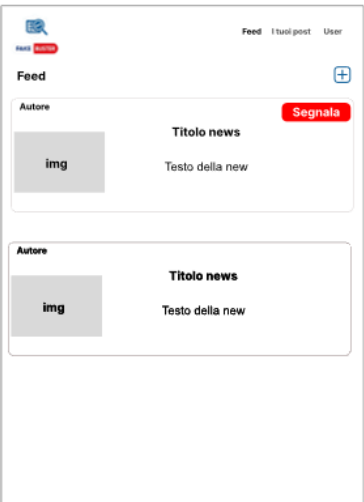 Feed I tuoi post User
FAKE BUSTER
Feed
Autore
Segnala
Titolo news
img
Testo della new
Autore
Titolo news
img
Testo della new